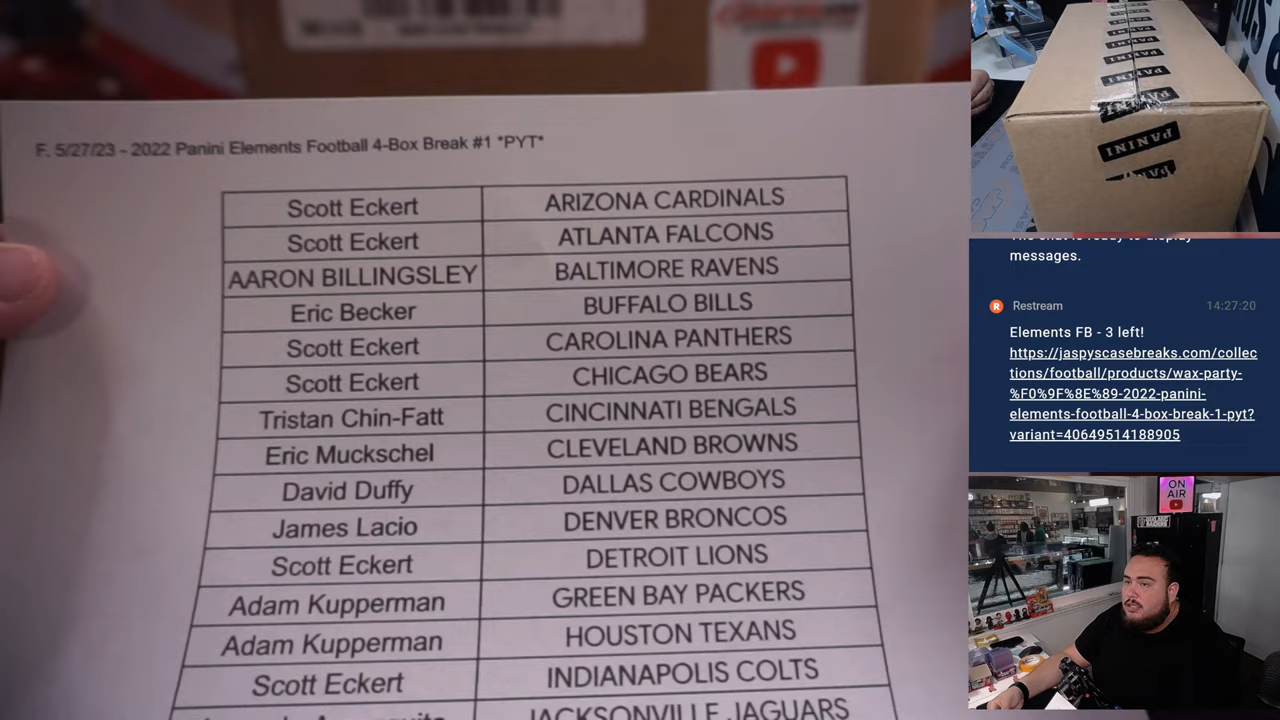 F. 5/27/23 - 2022 Panini Elements Football 4-Box Break #1 *PYT*
Scott Eckert ARIZONA CARDINALS
Scott Eckert ATLANTA FALCONS
AARON BILLINGSLEY BALTIMORE RAVENS
Eric Becker BUFFALO BILLS
Scott Eckert CAROLINA PANTHERS
Scott Eckert CHICAGO BEARS
Tristan Chin-Fatt CINCINNATI BENGALS
Eric Muckschel CLEVELAND BROWNS
David Duffy DALLAS COWBOYS
James Lacio DENVER BRONCOS
Scott Eckert DETROIT LIONS
Adam Kupperman GREEN BAY PACKERS
Adam Kupperman HOUSTON TEXANS
Scott Eckert INDIANAPOLIS COLTS
JACKSONVILLE JAGUARS
PANINI
PANINI
PANINI
PANINI
PANINI
messages.
Restream 14:27:20
Elements FB - 3 left!
https://jaspyscasebreaks.com/collec
tions/football/products/wax-party-
%F0%9F%8E%89-2022-panini-
elements-football-4-box-break-1-pyt?
variant=40649514188905
ON
AIR